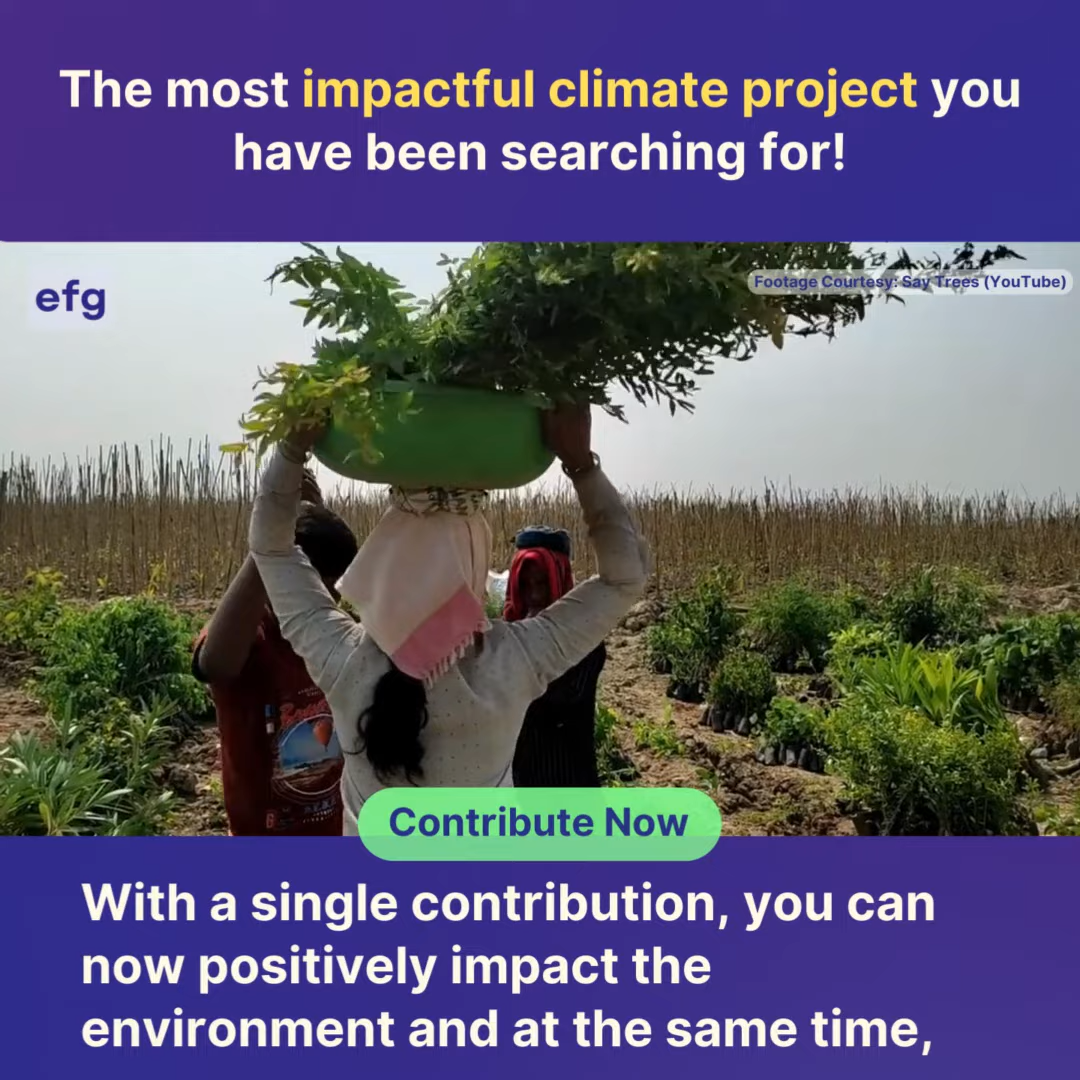 The most impactful climate project you
have been searching for!
efg
Footage Courtesy: Say Trees (YouTube)
Contribute Now
With a single contribution, you can
now positively impact the
environment and at the same time,